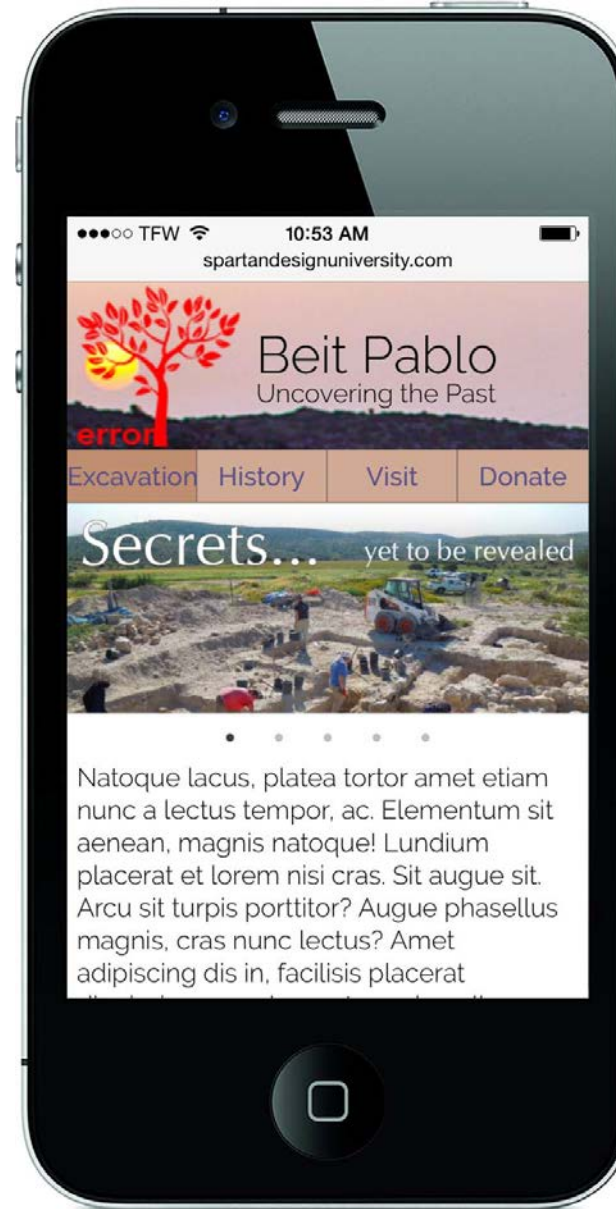 TFW 10:53 AM
spartandesignuniversity.com
Beit Pablo
Uncovering the Past
error
Excavation History Visit Donate
Secrets... yet to be revealed
Natoque lacus, platea tortor amet etiam
nunc a lectus tempor, ac. Elementum sit
aenean, magnis natoque! Lundium
placerat et lorem nisi cras. Sit augue sit.
Arcu sit turpis porttitor? Augue phasellus
magnis, cras nunc lectus? Amet
adipiscing dis in, facilisis placerat